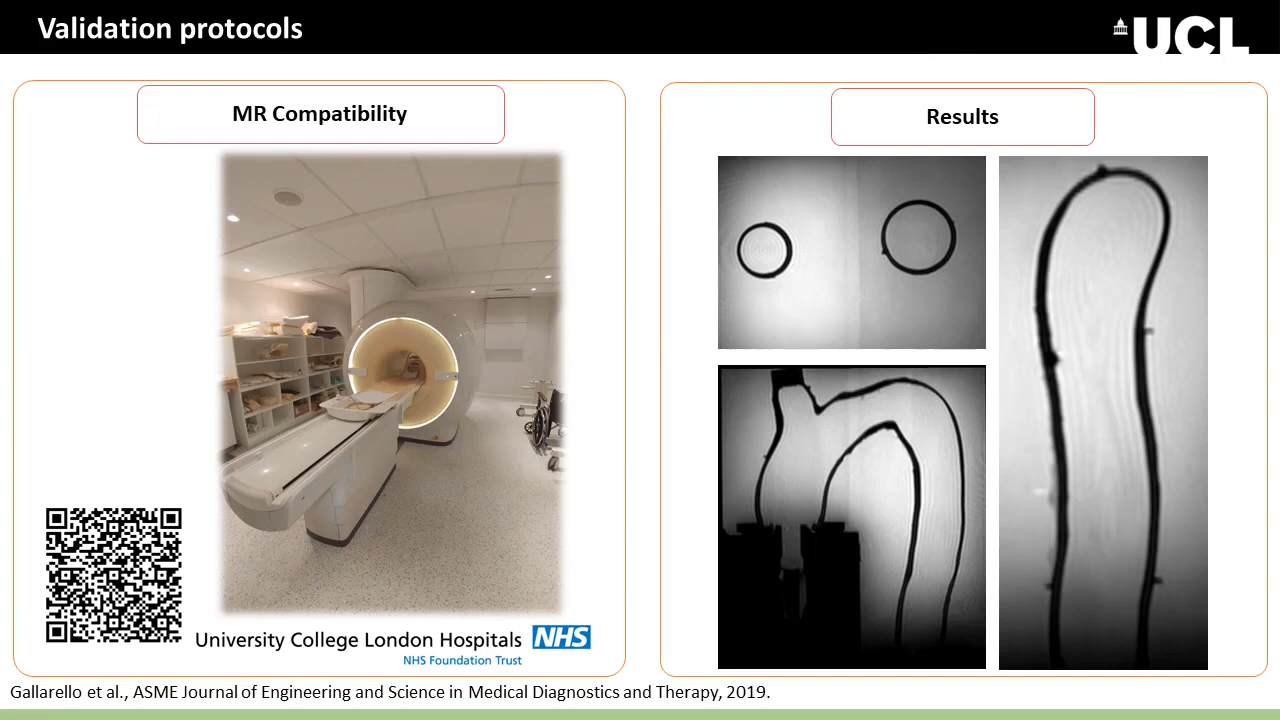 Validation protocols
UCL
MR Compatibility
University College London Hospitals
NHS
NHS Foundation Trust
Results
Gallarello et al., ASME Journal of Engineering and Science in Medical Diagnostics and Therapy, 2019.